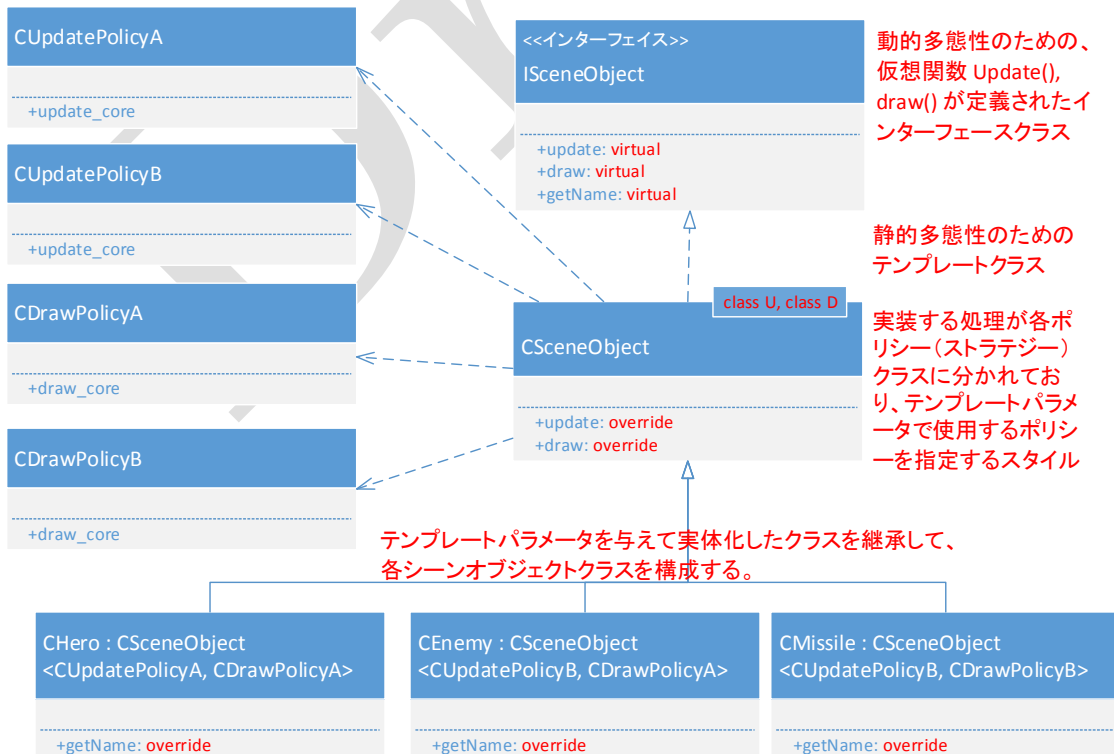 CUpdatePolicyA
+update_core
CUpdatePolicyB
+update_core
CDrawPolicyA
+draw_core
CDrawPolicyB
+draw_core
<<インターフェイス>>
ISceneObject
+update: virtual
+draw: virtual
+getName: virtual
動的多態性のための、
仮想関数 Update(),
draw() が定義されたイ
ンターフェースクラス
静的多態性のための
テンプレートクラス
class U, class D
CSceneObject
+update: override
+draw: override
実装する処理が各ポ
リシー(ストラテジー)
クラスに分かれてお
り、テンプレートパラメ
ータで使用するポリシ
ーを指定するスタイル
テンプレートパラメータを与えて実体化したクラスを継承して、
各シーンオブジェクトクラスを構成する。
CHero : CSceneObject
<CUpdatePolicyA, CDrawPolicyA>
+getName: override
CEnemy : CSceneObject
<CUpdatePolicyB, CDrawPolicyA>
+getName: override
CMissile : CSceneObject
<CUpdatePolicyB, CDrawPolicyB>
+getName: override